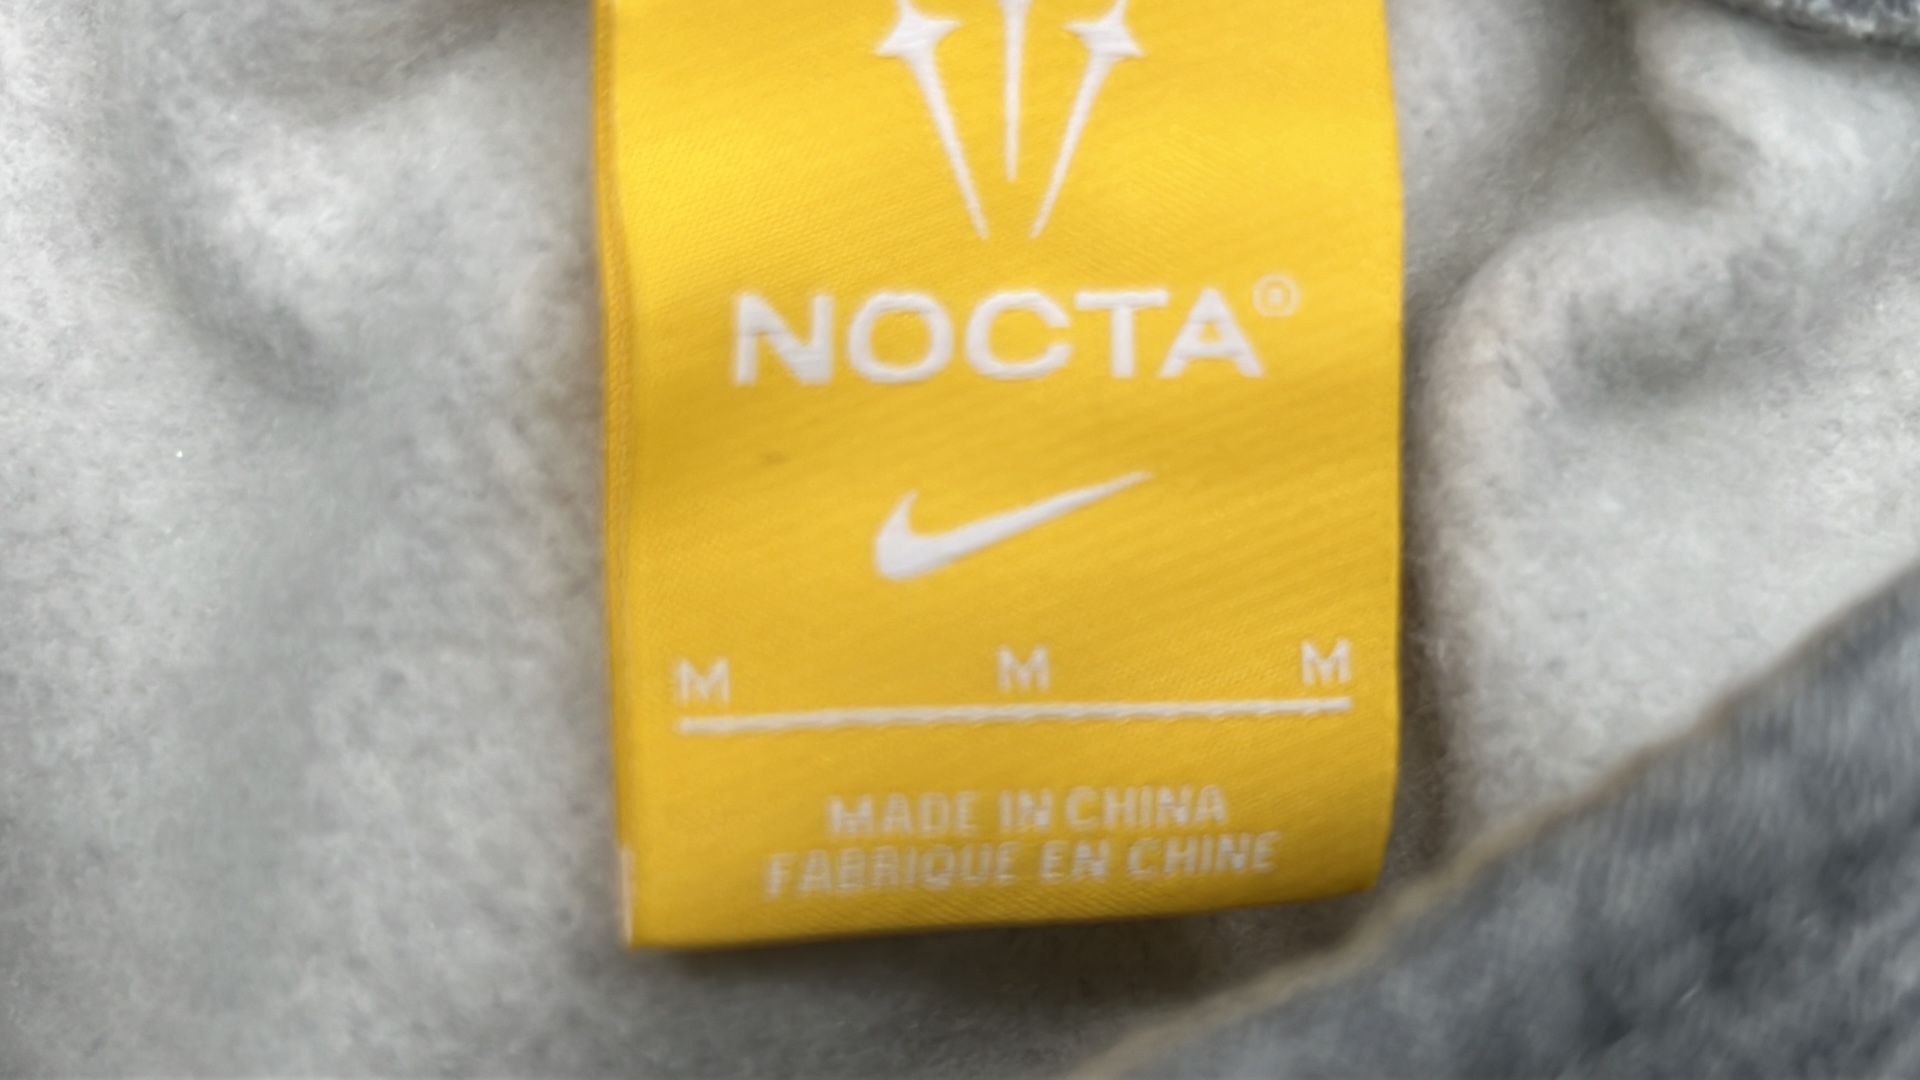 NOCTA®
M M M
MADE IN CHINA
FABRIQUE EN CHINE